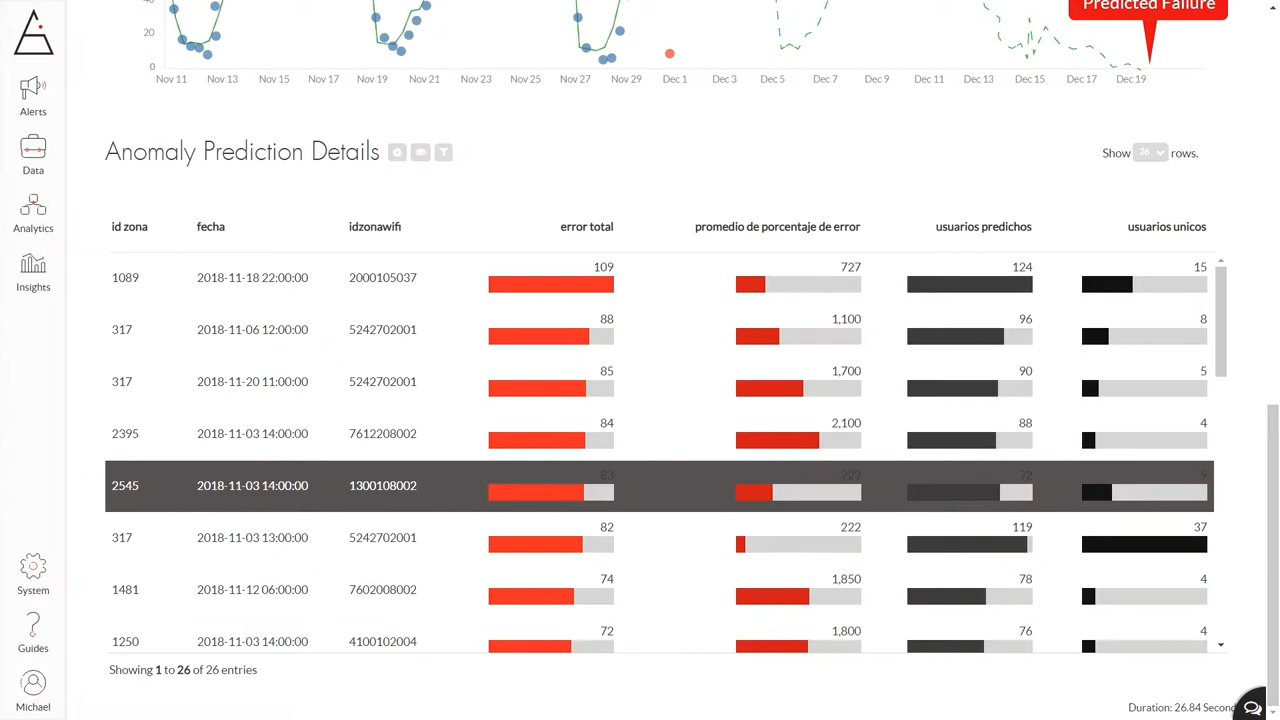 Predicted Failure
20
0
Nov 11 Nov 13 Nov 15 Nov 17 Nov 19 Nov 21 Nov 23 Nov 25 Nov 27 Nov 29 Dec 1 Dec 3 Dec 5 Dec 7 Dec 9 Dec 11 Dec 13 Dec 15 Dec 17 Dec 19
Alerts
Data
Analytics
Insights
System
Guides
Michael
Anomaly Prediction Details
Show 26 rows.
id zona fecha idzonawifi error total promedio de porcentaje de error usuarios predichos usuarios unicos
1089 2018-11-18 22:00:00 2000105037 109 727 124 15
317 2018-11-06 12:00:00 5242702001 88 1,100 96 8
317 2018-11-20 11:00:00 5242702001 85 1,700 90 5
2395 2018-11-03 14:00:00 7612208002 84 2,100 88 4
2545 2018-11-03 14:00:00 1300108002 83
317 2018-11-03 13:00:00 5242702001 82 222 119 37
1481 2018-11-12 06:00:00 7602008002 74 1,850 78 4
1250 2018-11-03 14:00:00 4100102004 72 1,800 76 4
Showing 1 to 26 of 26 entries
Duration: 26.84